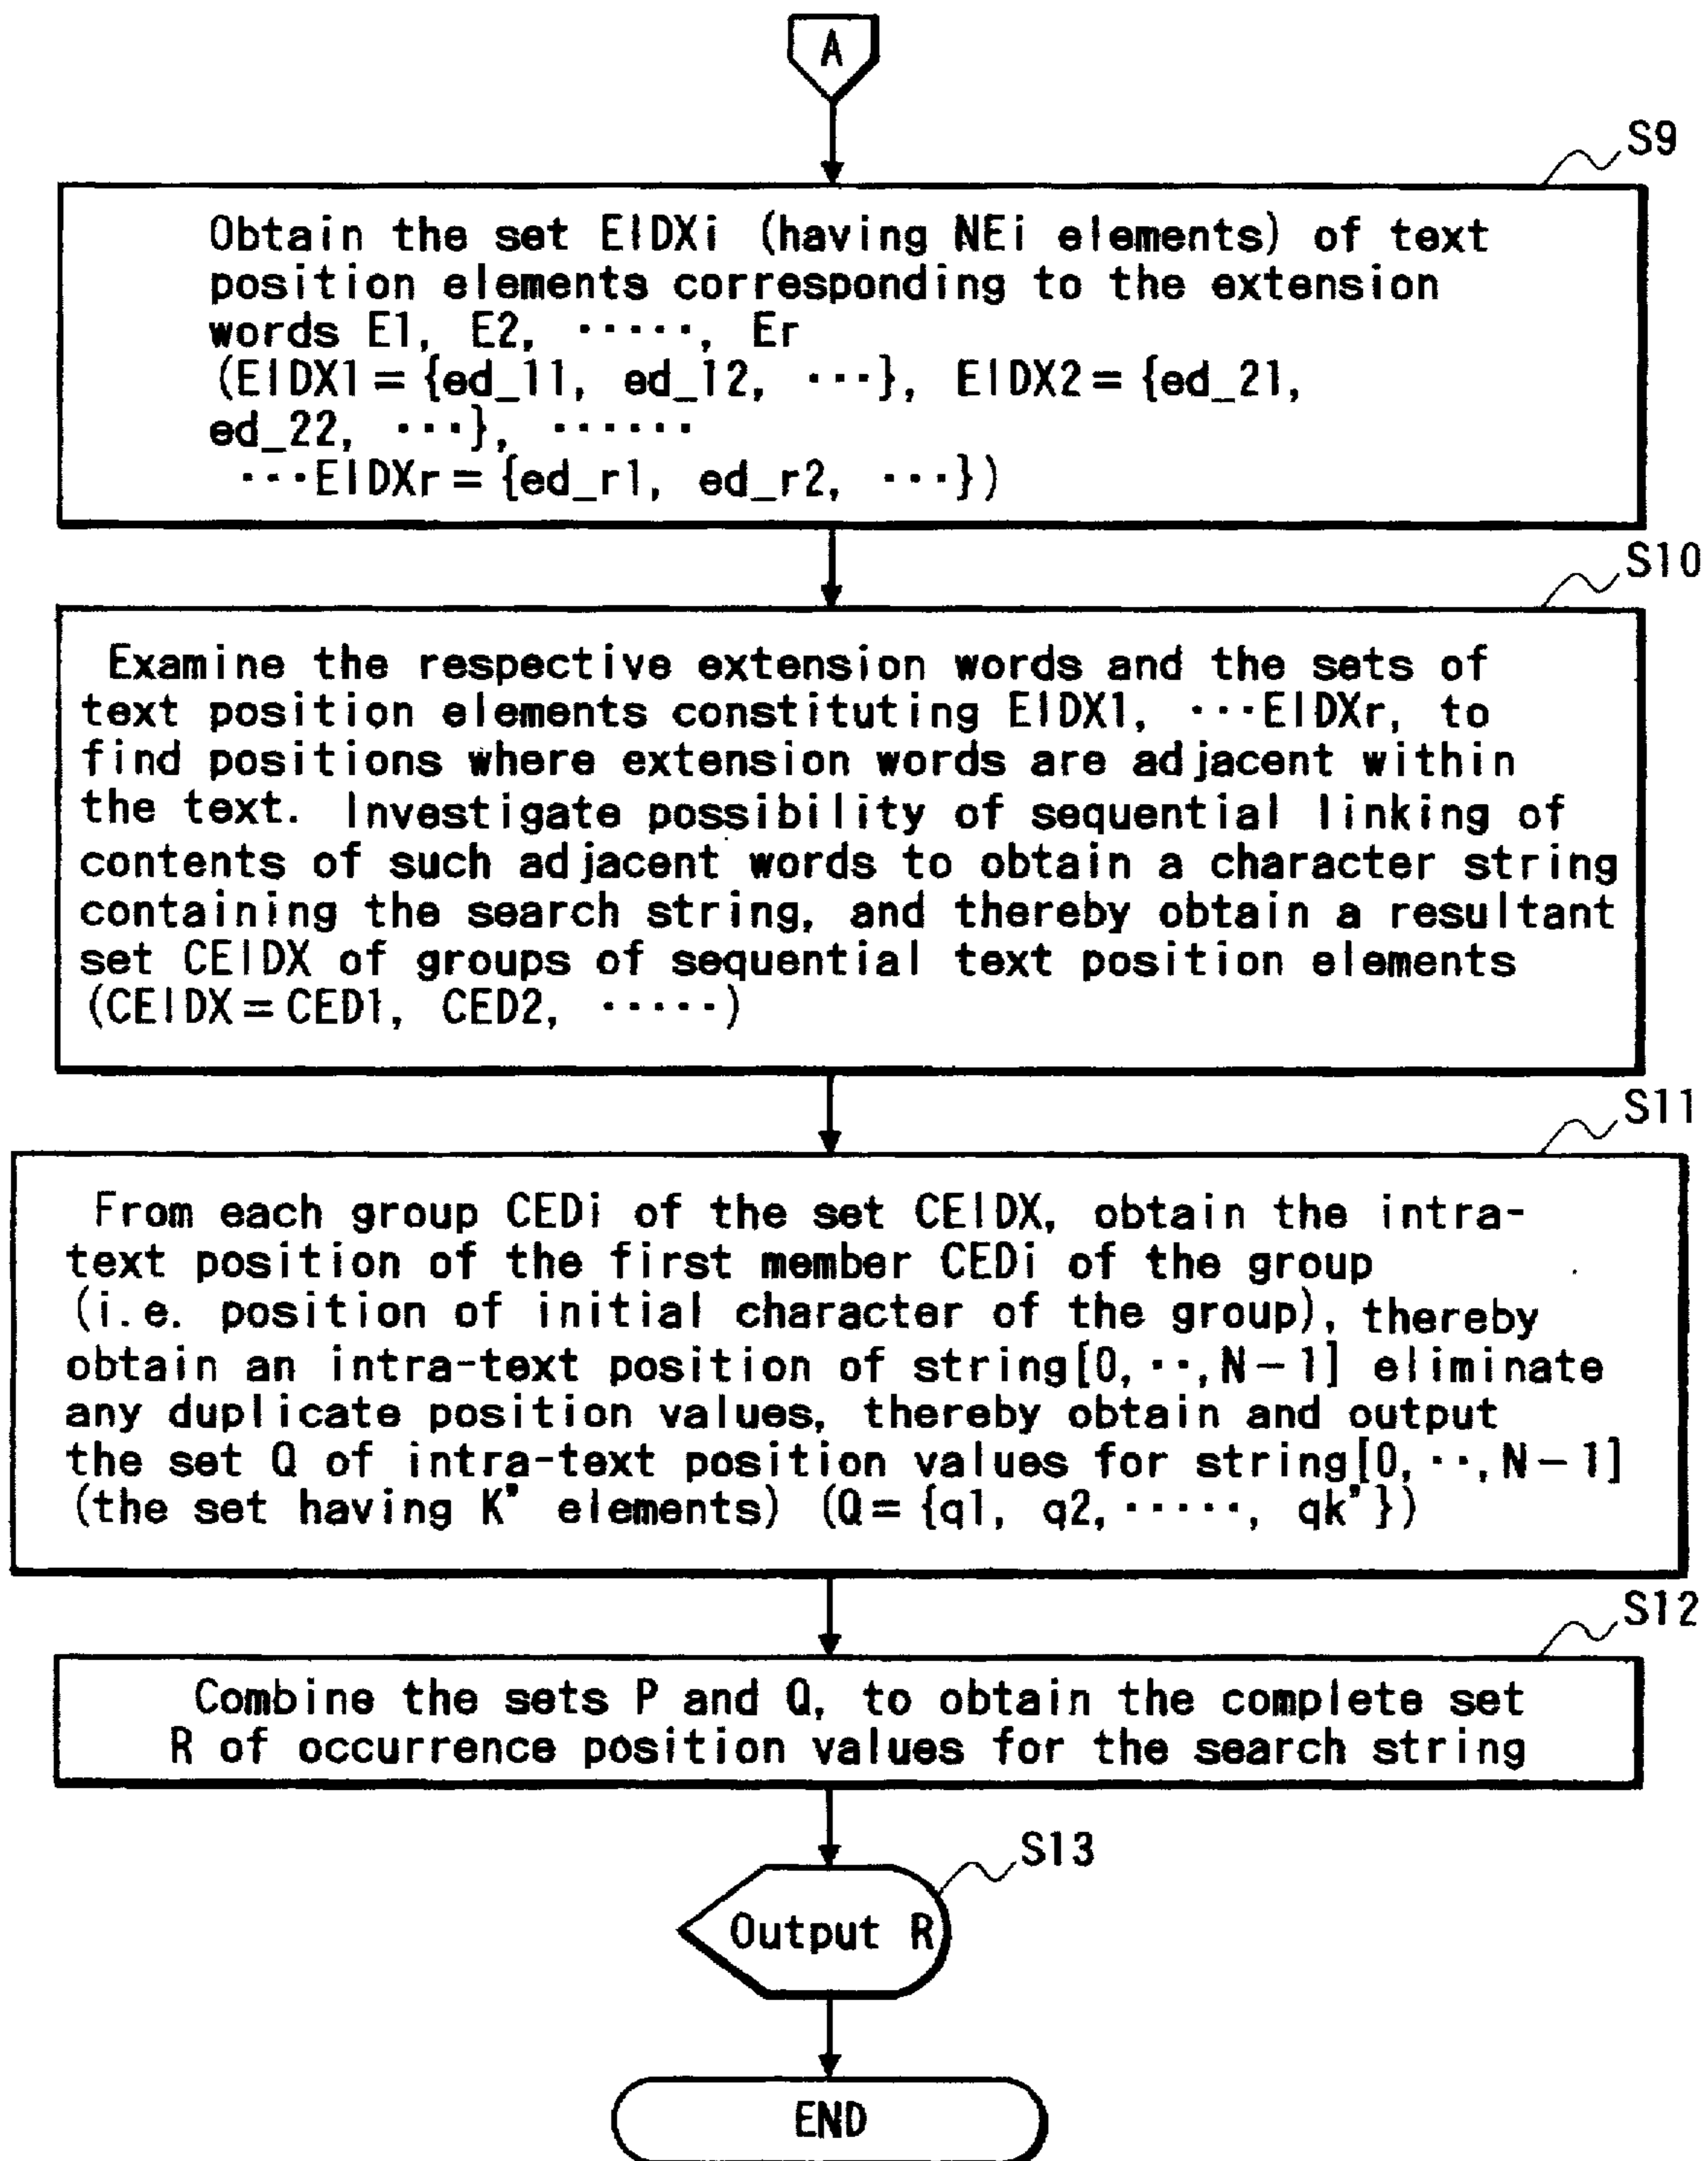 A
S9
Obtain the set EIDXi (having NEi elements) of text
position elements corresponding to the extension
words E1, E2, ·····, Er
(EIDX1 = {ed_11, ed_12, ···}, EIDX2 = {ed_21,
ed_22, ···}, ······
···EIDXr = {ed_r1, ed_r2, ···})
S10
Examine the respective extension words and the sets of
text position elements constituting EIDX1, ···EIDXr, to
find positions where extension words are adjacent within
the text. Investigate possibility of sequential linking of
contents of such adjacent words to obtain a character string
containing the search string, and thereby obtain a resultant
set CEIDX of groups of sequential text position elements
(CEIDX = CED1, CED2, ·····)
S11
From each group CEDi of the set CEIDX, obtain the intra-
text position of the first member CEDi of the group
(i.e. position of initial character of the group), thereby
obtain an intra-text position of string[0, ··, N-1] eliminate
any duplicate position values, thereby obtain and output
the set Q of intra-text position values for string[0, ··, N-1]
(the set having K" elements) (Q = {q1, q2, ·····, qk"})
S12
Combine the sets P and Q, to obtain the complete set
R of occurrence position values for the search string
S13
Output R
END